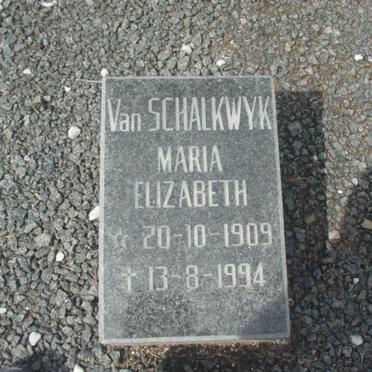 Van SCHALKWYK
MARIA
ELIZABETH
☆ 20-10-1909
† 13-8-1994